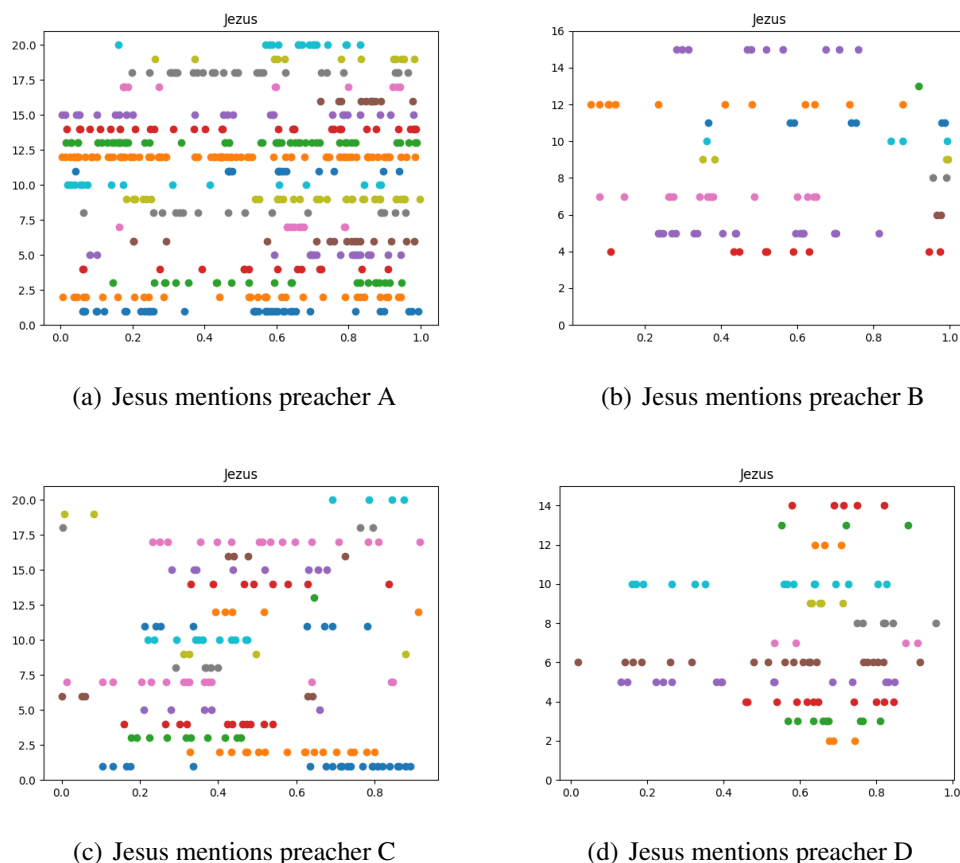 Jezus
20.0
17.5
15.0
12.5
10.0
7.5
5.0
2.5
0.0
0.0 0.2 0.4 0.6 0.8 1.0
(a) Jesus mentions preacher A
Jezus
16
14
12
10
8
6
4
2
0
0.2 0.4 0.6 0.8 1.0
(b) Jesus mentions preacher B
Jezus
20.0
17.5
15.0
12.5
10.0
7.5
5.0
2.5
0.0
0.0 0.2 0.4 0.6 0.8
(c) Jesus mentions preacher C
Jezus
14
12
10
8
6
4
2
0
0.0 0.2 0.4 0.6 0.8 1.0
(d) Jesus mentions preacher D